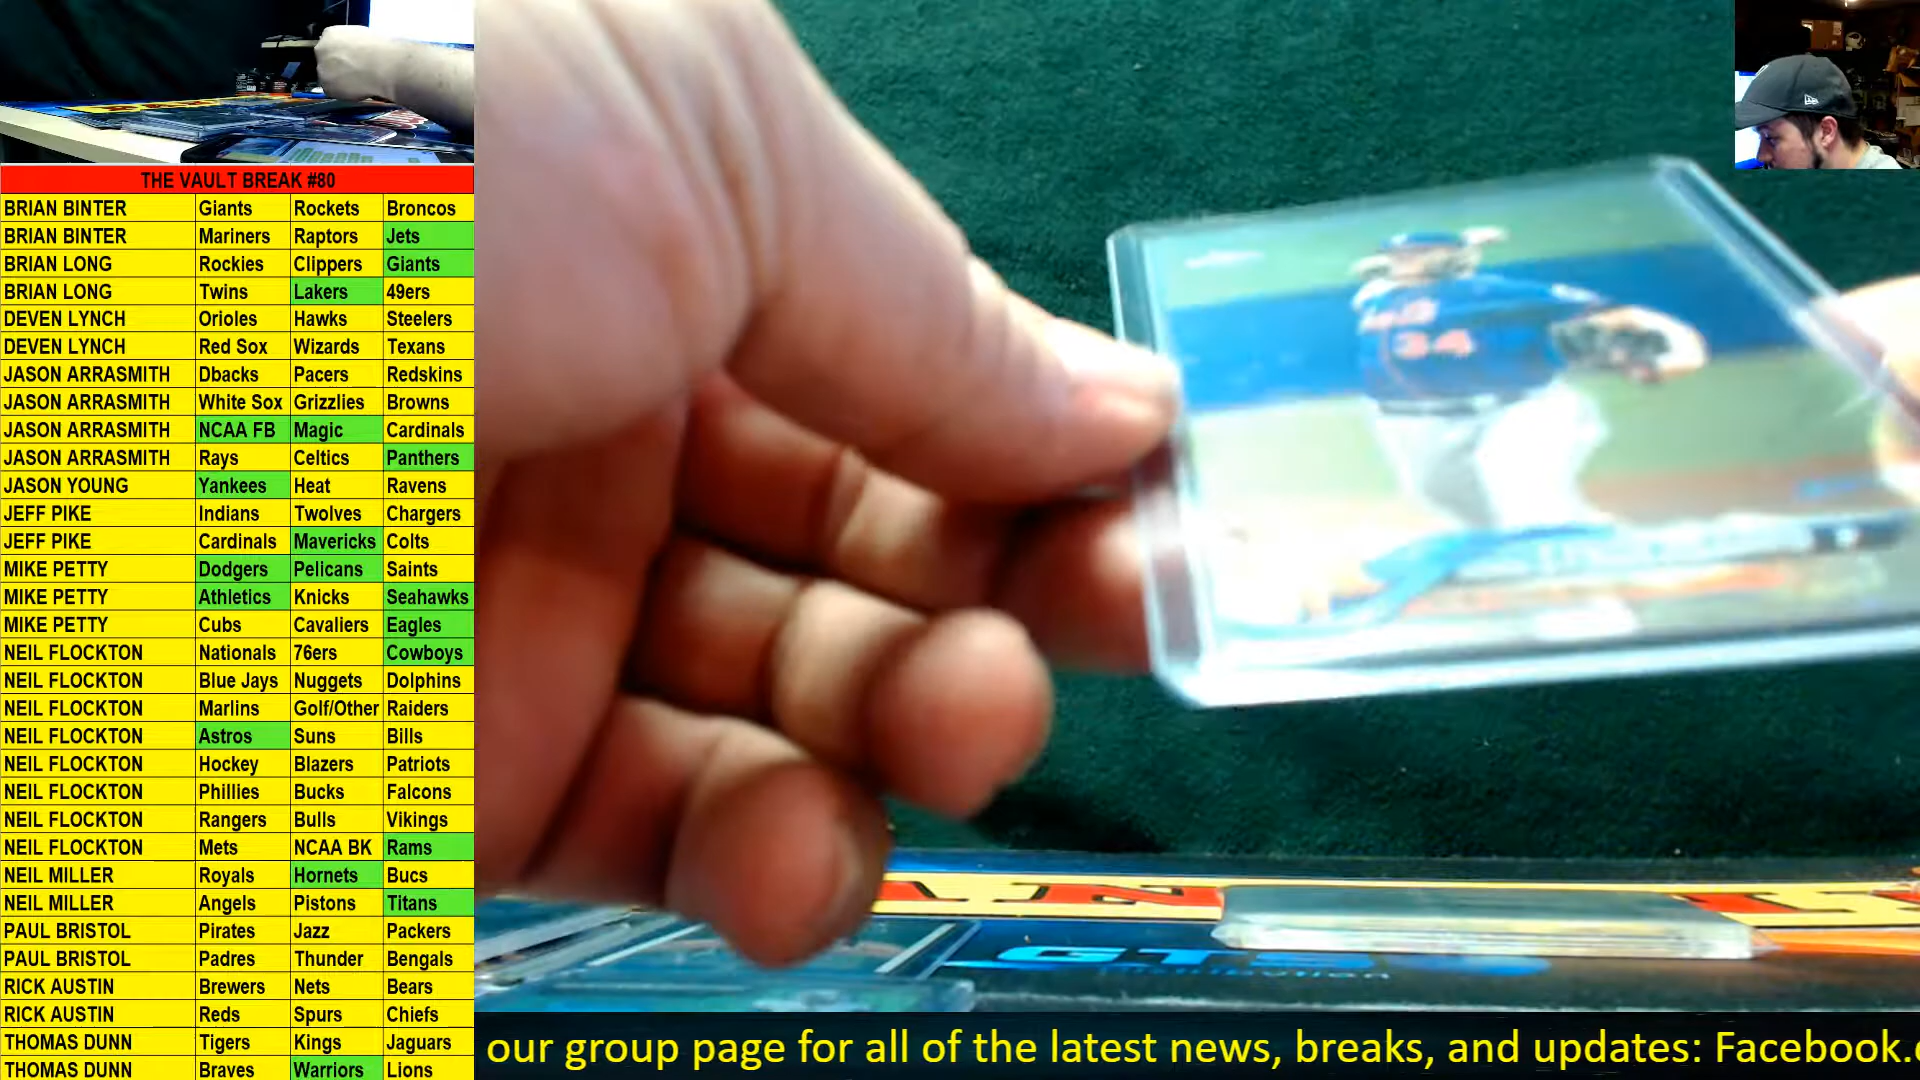 THE VAULT BREAK #80
BRIAN BINTER Giants Rockets Broncos
BRIAN BINTER Mariners Raptors Jets
BRIAN LONG Rockies Clippers Giants
BRIAN LONG Twins Lakers 49ers
DEVEN LYNCH Orioles Hawks Steelers
DEVEN LYNCH Red Sox Wizards Texans
JASON ARRASMITH Dbacks Pacers Redskins
JASON ARRASMITH White Sox Grizzlies Browns
JASON ARRASMITH NCAA FB Magic Cardinals
JASON ARRASMITH Rays Celtics Panthers
JASON YOUNG Yankees Heat Ravens
JEFF PIKE Indians Twolves Chargers
JEFF PIKE Cardinals Mavericks Colts
MIKE PETTY Dodgers Pelicans Saints
MIKE PETTY Athletics Knicks Seahawks
MIKE PETTY Cubs Cavaliers Eagles
NEIL FLOCKTON Nationals 76ers Cowboys
NEIL FLOCKTON Blue Jays Nuggets Dolphins
NEIL FLOCKTON Marlins Golf/Other Raiders
NEIL FLOCKTON Astros Suns Bills
NEIL FLOCKTON Hockey Blazers Patriots
NEIL FLOCKTON Phillies Bucks Falcons
NEIL FLOCKTON Rangers Bulls Vikings
NEIL FLOCKTON Mets NCAA BK Rams
NEIL MILLER Royals Hornets Bucs
NEIL MILLER Angels Pistons Titans
PAUL BRISTOL Pirates Jazz Packers
PAUL BRISTOL Padres Thunder Bengals
RICK AUSTIN Brewers Nets Bears
RICK AUSTIN Reds Spurs Chiefs
THOMAS DUNN Tigers Kings Jaguars
THOMAS DUNN Braves Warriors Lions
34
GTS
our group page for all of the latest news, breaks, and updates: Facebook.